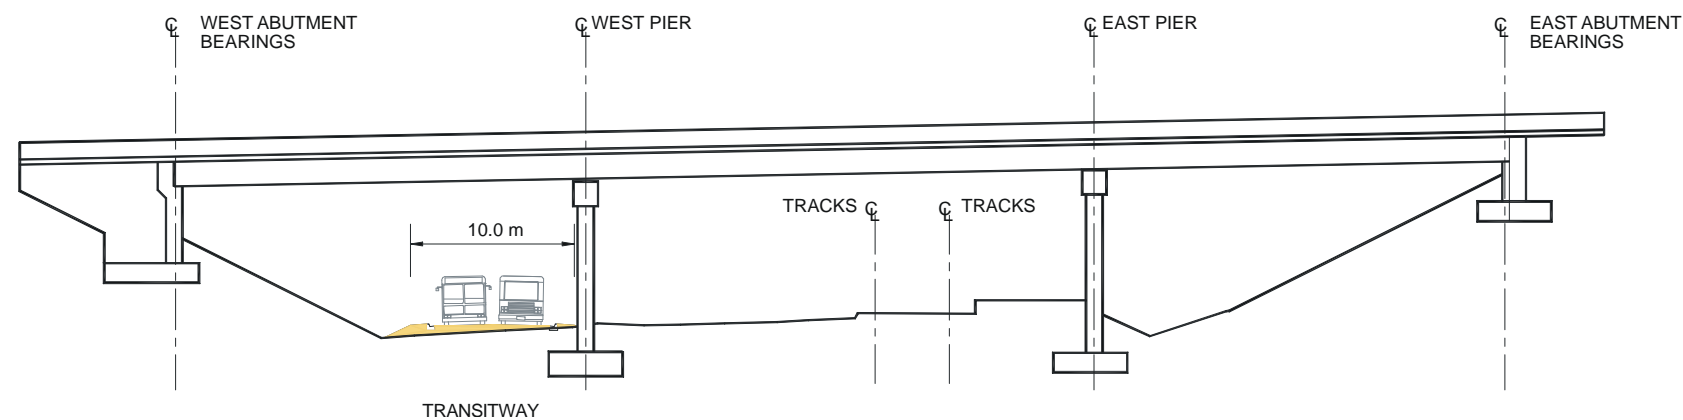 ℄ WEST ABUTMENT
BEARINGS
℄ WEST PIER
℄ EAST PIER
℄ EAST ABUTMENT
BEARINGS
TRACKS ℄
℄ TRACKS
10.0 m
TRANSITWAY